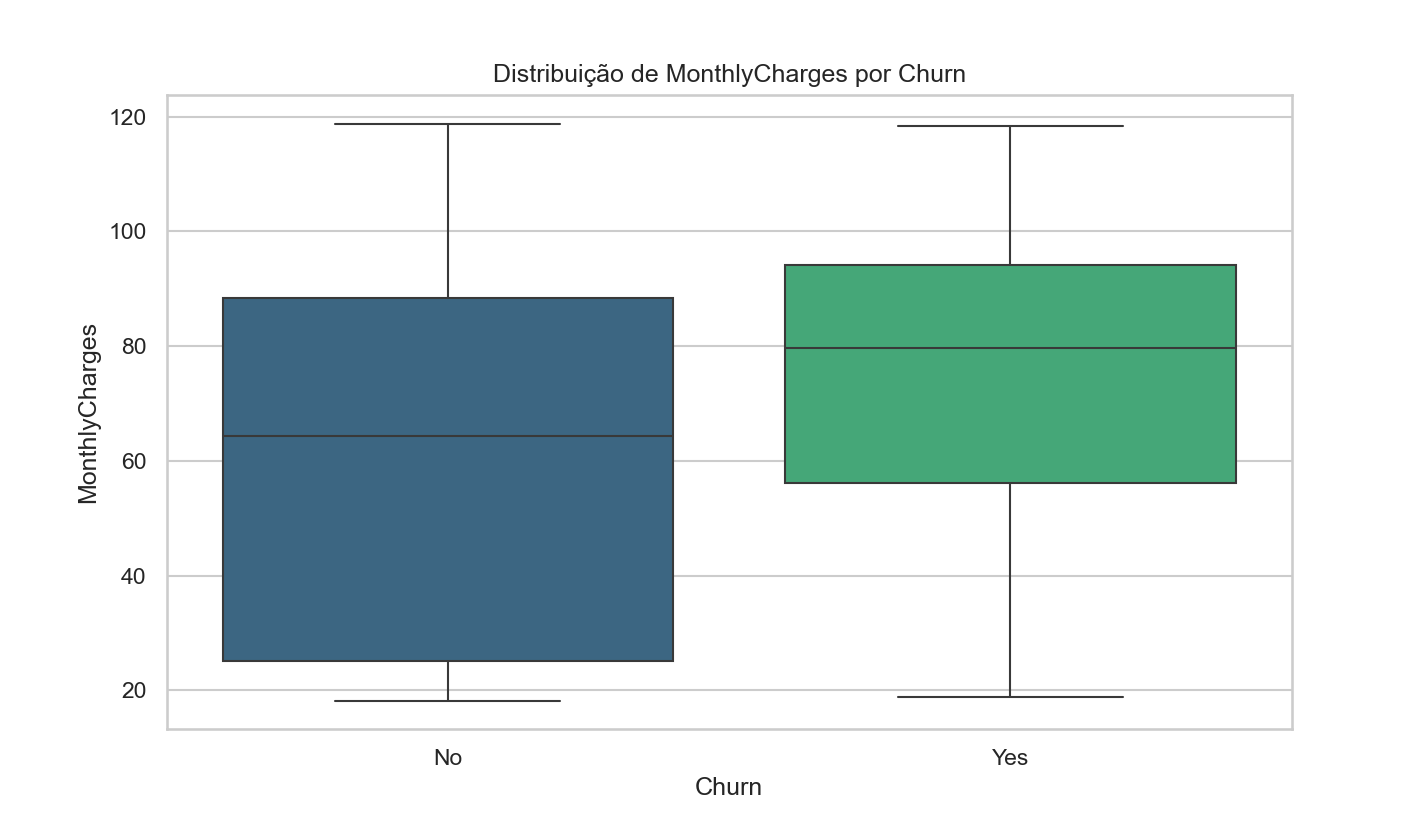 Distribuição de MonthlyCharges por Churn
120
100
80
60
40
20
MonthlyCharges
No
Yes
Churn